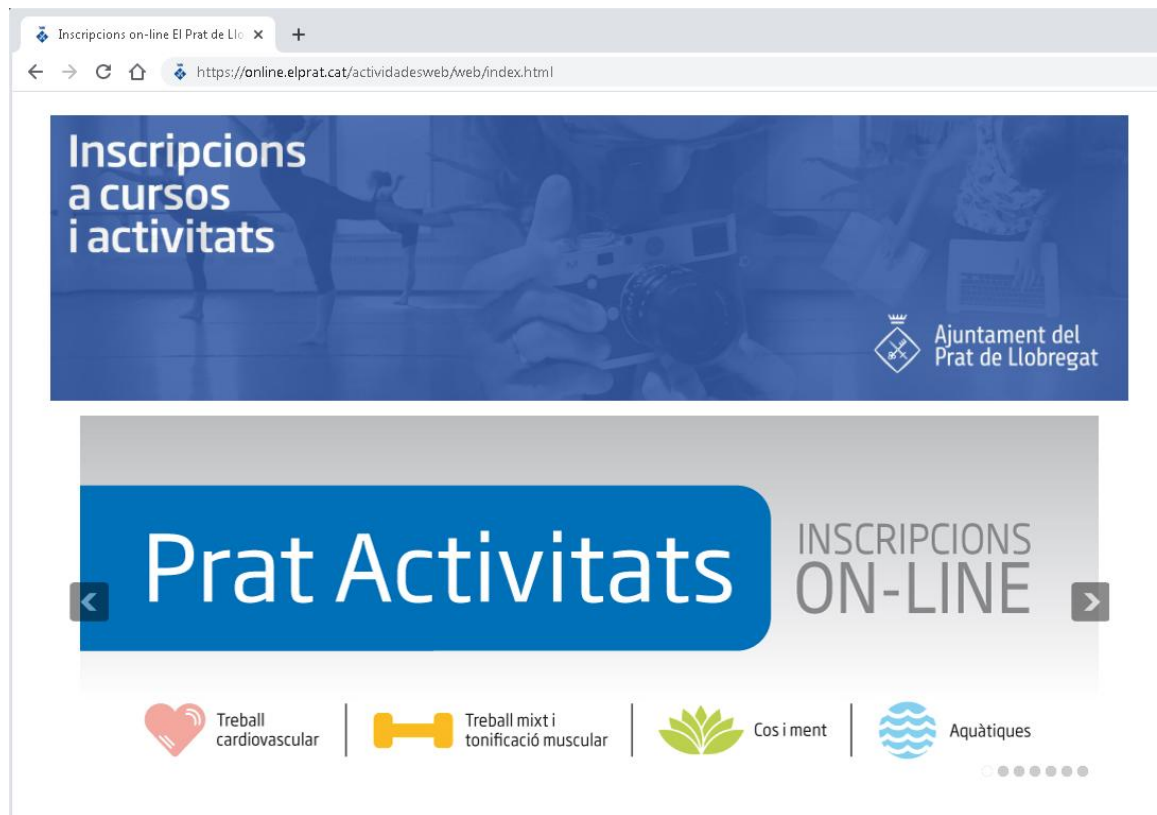 Inscripcions on-line El Prat de Llo
https://online.elprat.cat/actividadesweb/web/index.html
Inscripcions
a cursos
i activitats
Ajuntament del
Prat de Llobregat
Prat Activitats
INSCRIPCIONS
ON-LINE
Treball
cardiovascular
Treball mixt i
tonificació muscular
Cos i ment
Aquàtiques